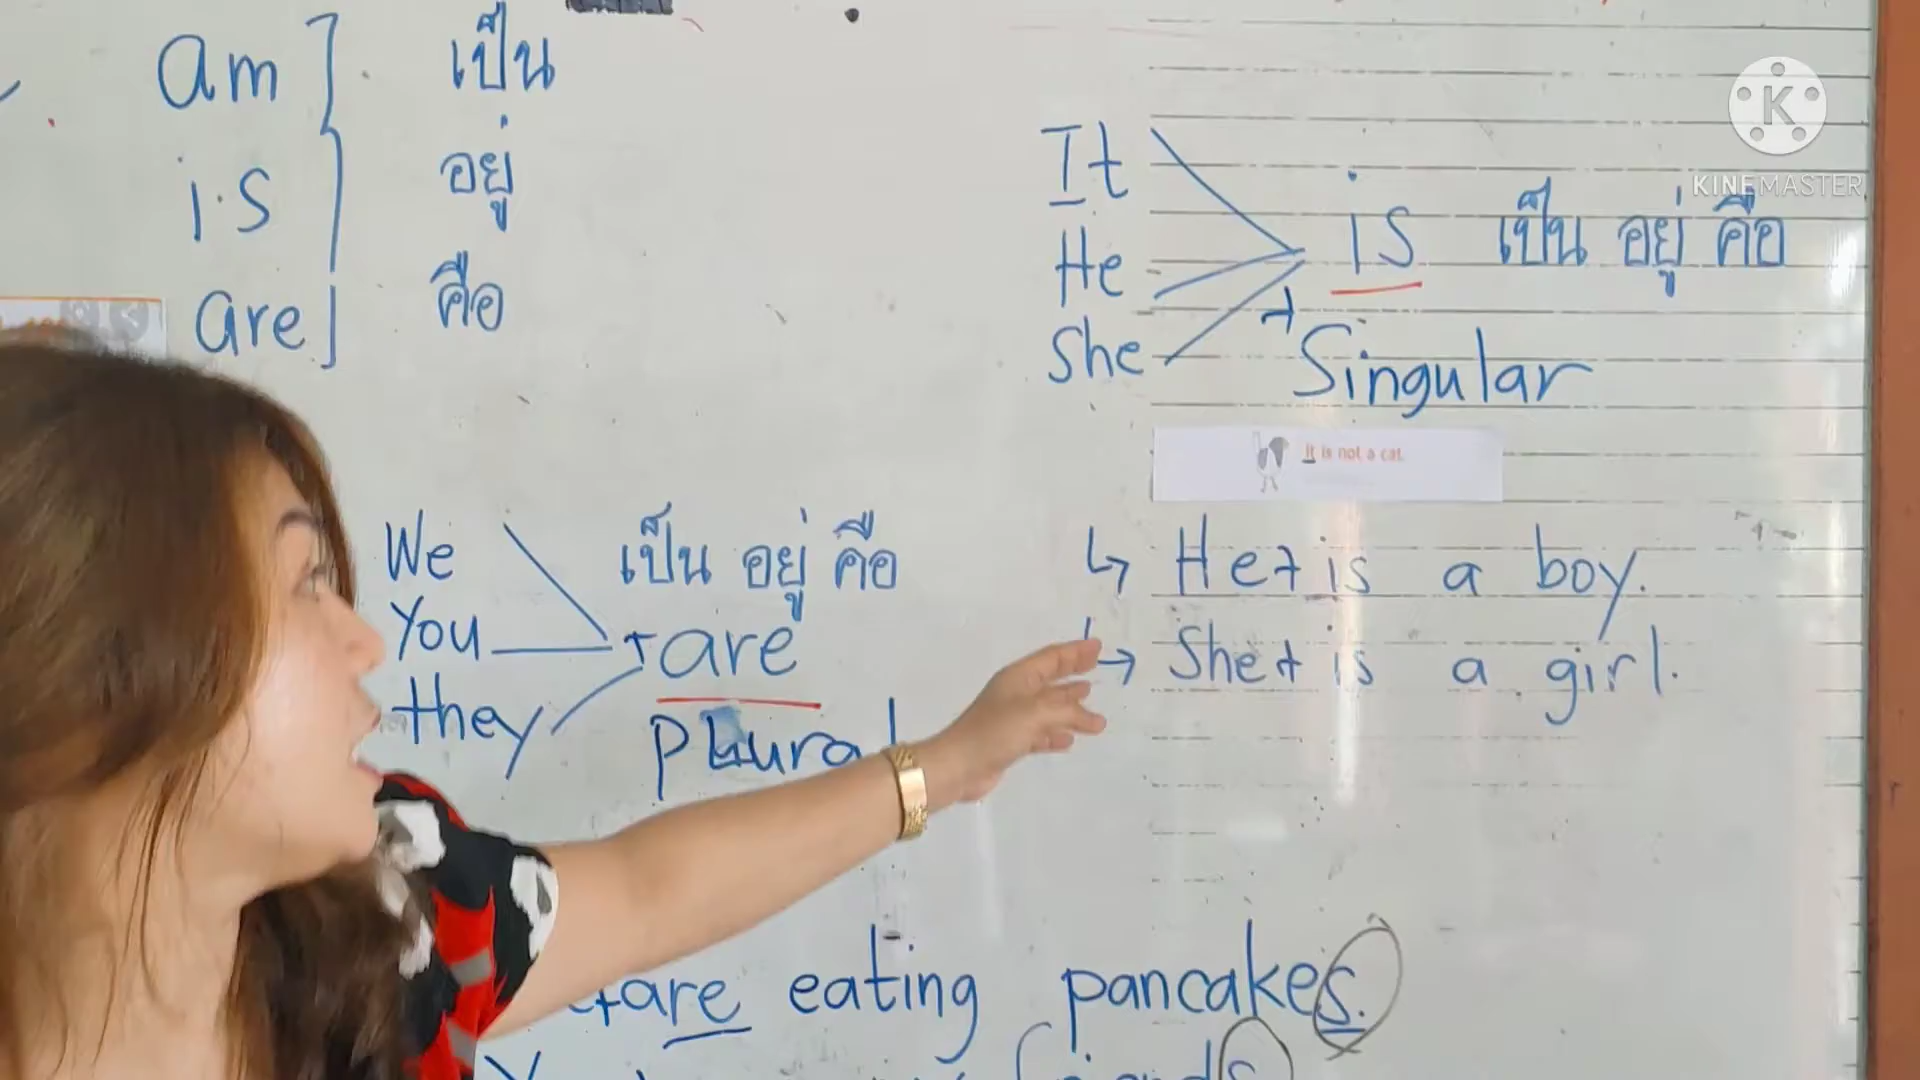 am เป็น
is อยู่
are คือ
It
He is เป็น อยู่ คือ
She + Singular
It is not a cat.
↳ He + is a boy.
↳ She + is a girl.
We เป็น อยู่ คือ
You + are
they Plural
+are eating pancakes.
KINEMASTER